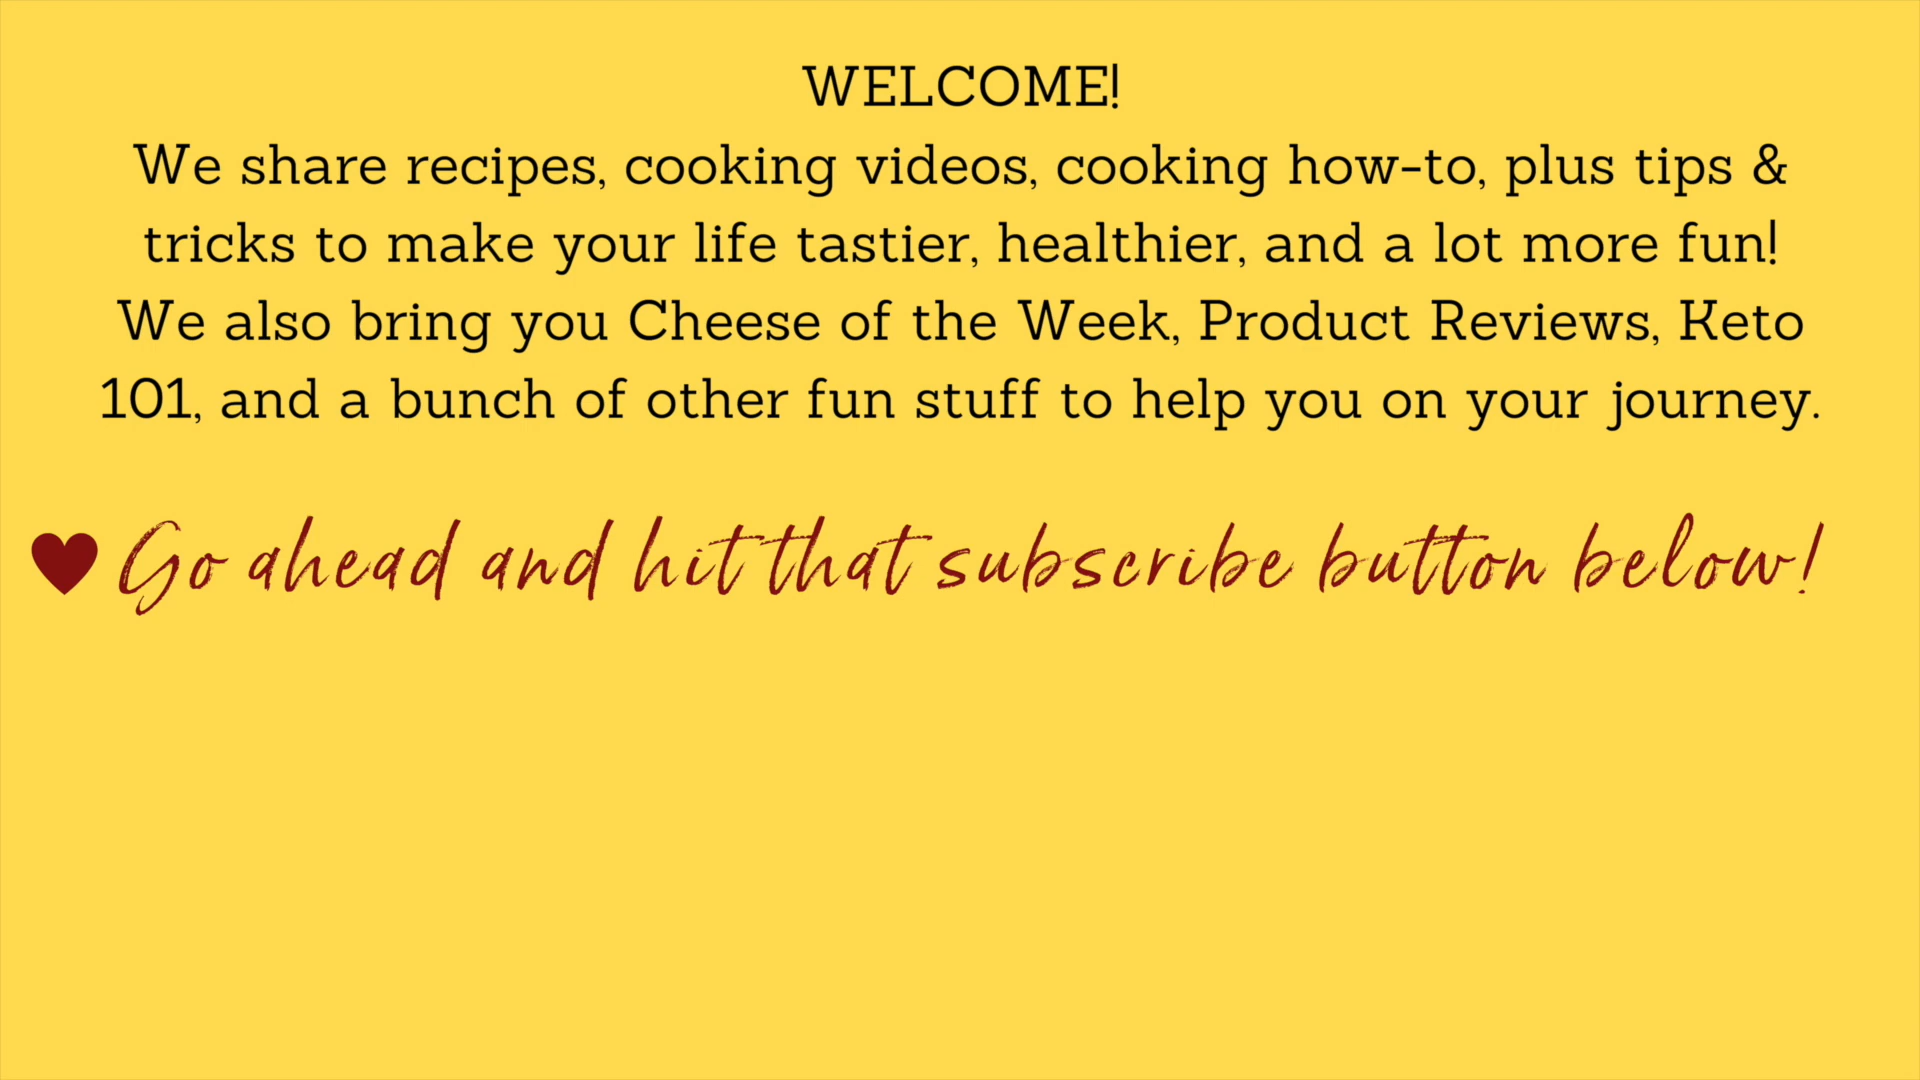 WELCOME!
We share recipes, cooking videos, cooking how-to, plus tips &
tricks to make your life tastier, healthier, and a lot more fun!
We also bring you Cheese of the Week, Product Reviews, Keto
101, and a bunch of other fun stuff to help you on your journey.
Go ahead and hit that subscribe button below!